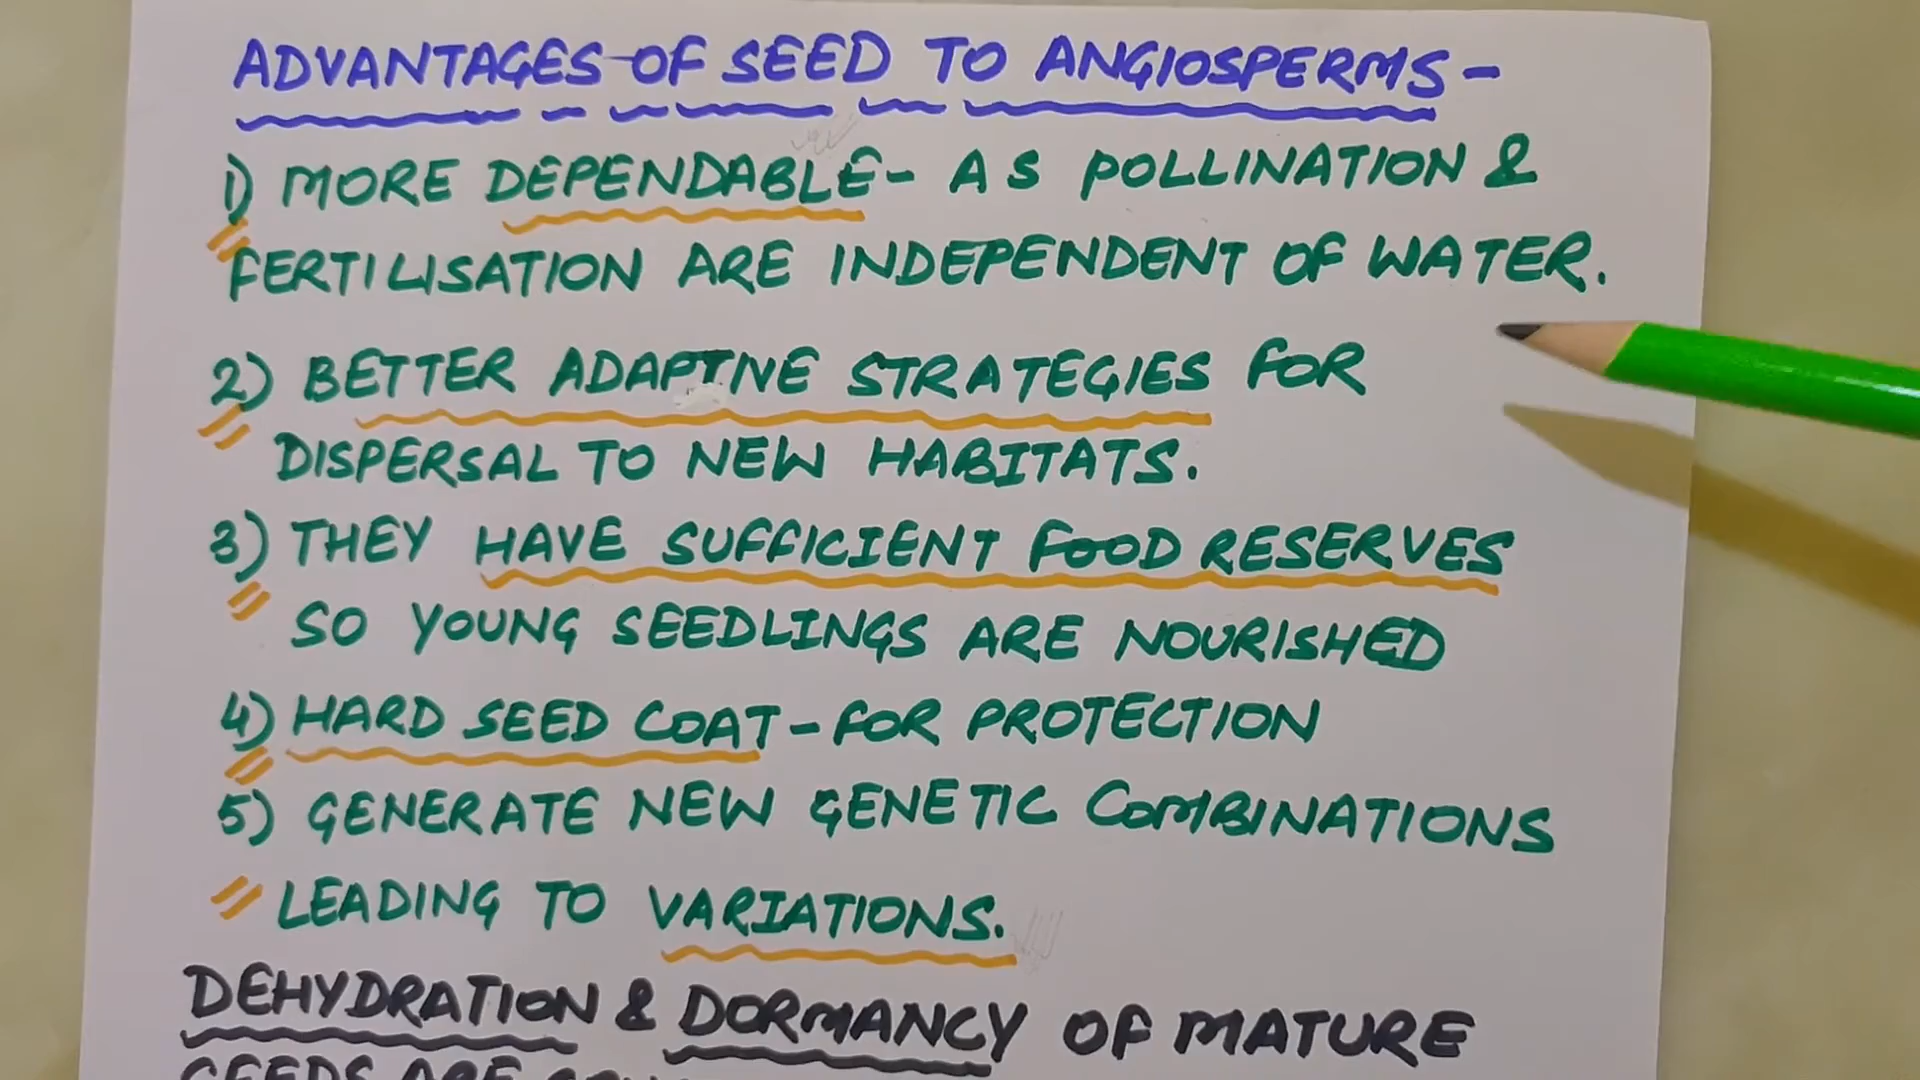 ADVANTAGES OF SEED TO ANGIOSPERMS-
1) MORE DEPENDABLE- AS POLLINATION &
FERTILISATION ARE INDEPENDENT OF WATER.
2) BETTER ADAPTIVE STRATEGIES FOR
DISPERSAL TO NEW HABITATS.
3) THEY HAVE SUFFICIENT FOOD RESERVES
SO YOUNG SEEDLINGS ARE NOURISHED
4) HARD SEED COAT-FOR PROTECTION
5) GENERATE NEW GENETIC COMBINATIONS
LEADING TO VARIATIONS.
DEHYDRATION & DORMANCY OF MATURE
SEEDS ARE